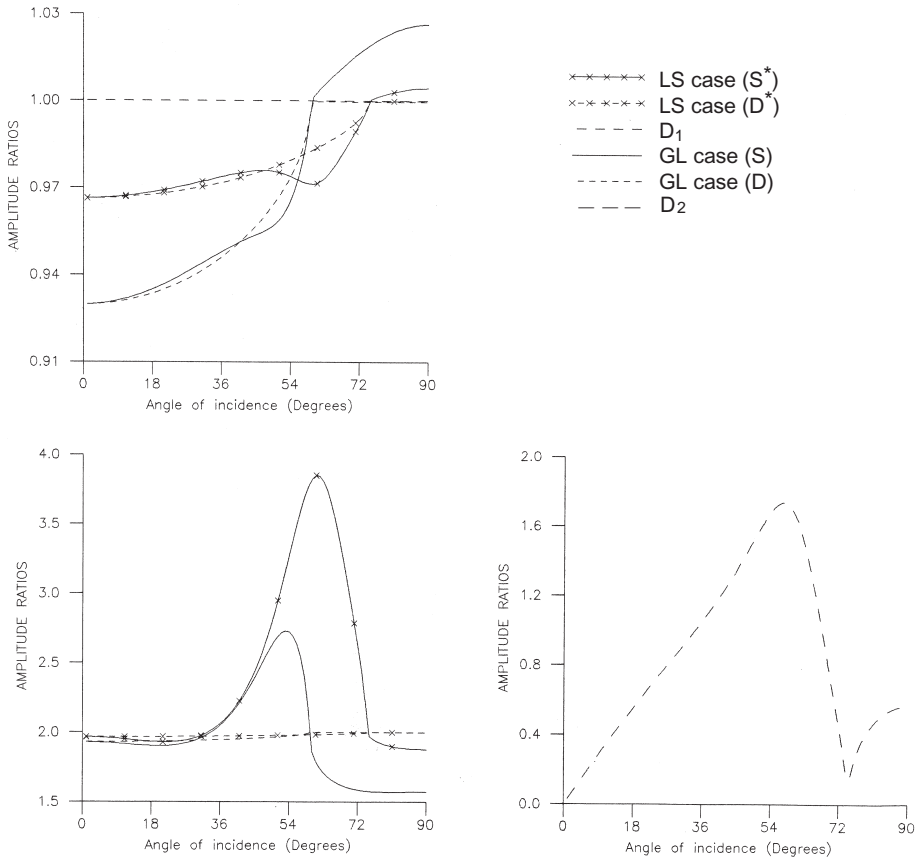 1.03
1.00
0.97
0.94
0.91
AMPLITUDE RATIOS
0 18 36 54 72 90
Angle of incidence (Degrees)
LS case (S*)
LS case (D*)
D1
GL case (S)
GL case (D)
D2
4.0
3.5
3.0
2.5
2.0
1.5
AMPLITUDE RATIOS
0 18 36 54 72 90
Angle of incidence (Degrees)
2.0
1.6
1.2
0.8
0.4
0.0
AMPLITUDE RATIOS
0 18 36 54 72 90
Angle of incidence (Degrees)